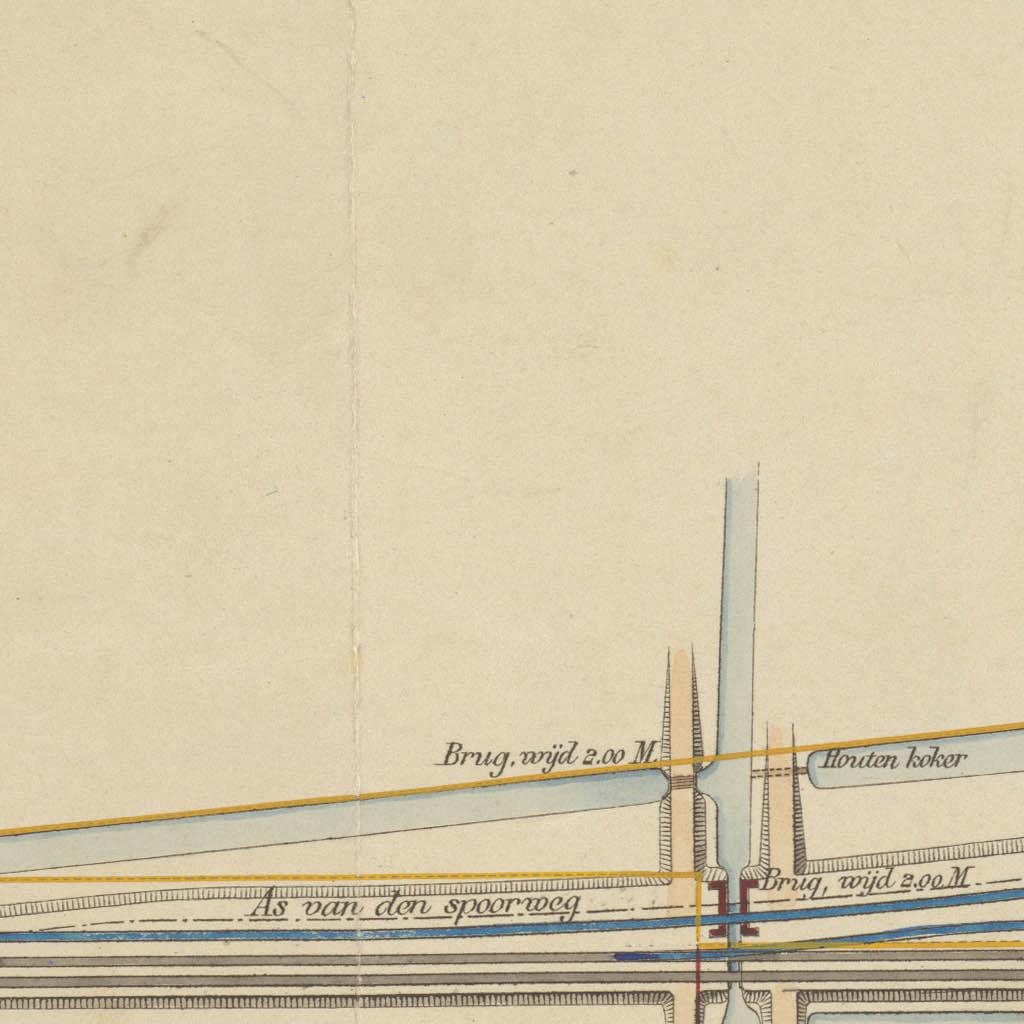 Brug, wijd 2.00 M.
Houten koker
Brug, wijd 2.00 M.
As van den spoorweg